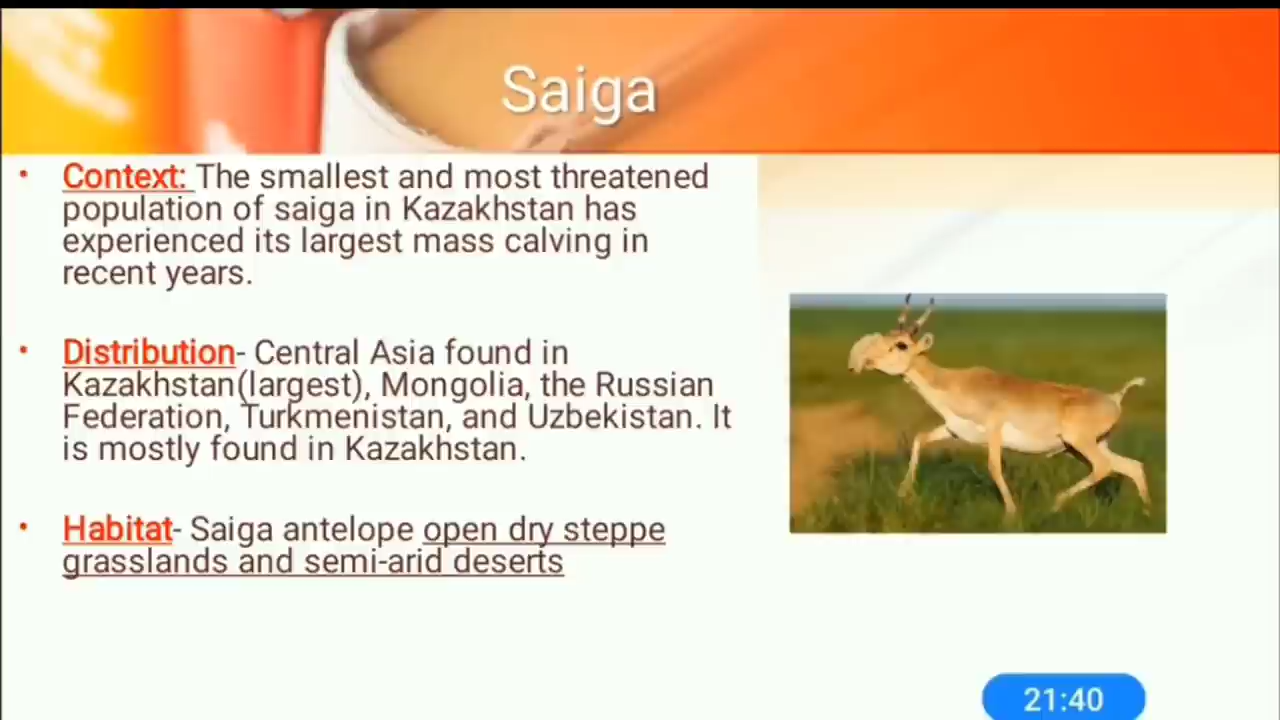 Saiga
• Context: The smallest and most threatened
population of saiga in Kazakhstan has
experienced its largest mass calving in
recent years.
• Distribution- Central Asia found in
Kazakhstan(largest), Mongolia, the Russian
Federation, Turkmenistan, and Uzbekistan. It
is mostly found in Kazakhstan.
• Habitat- Saiga antelope open dry steppe
grasslands and semi-arid deserts
21:40